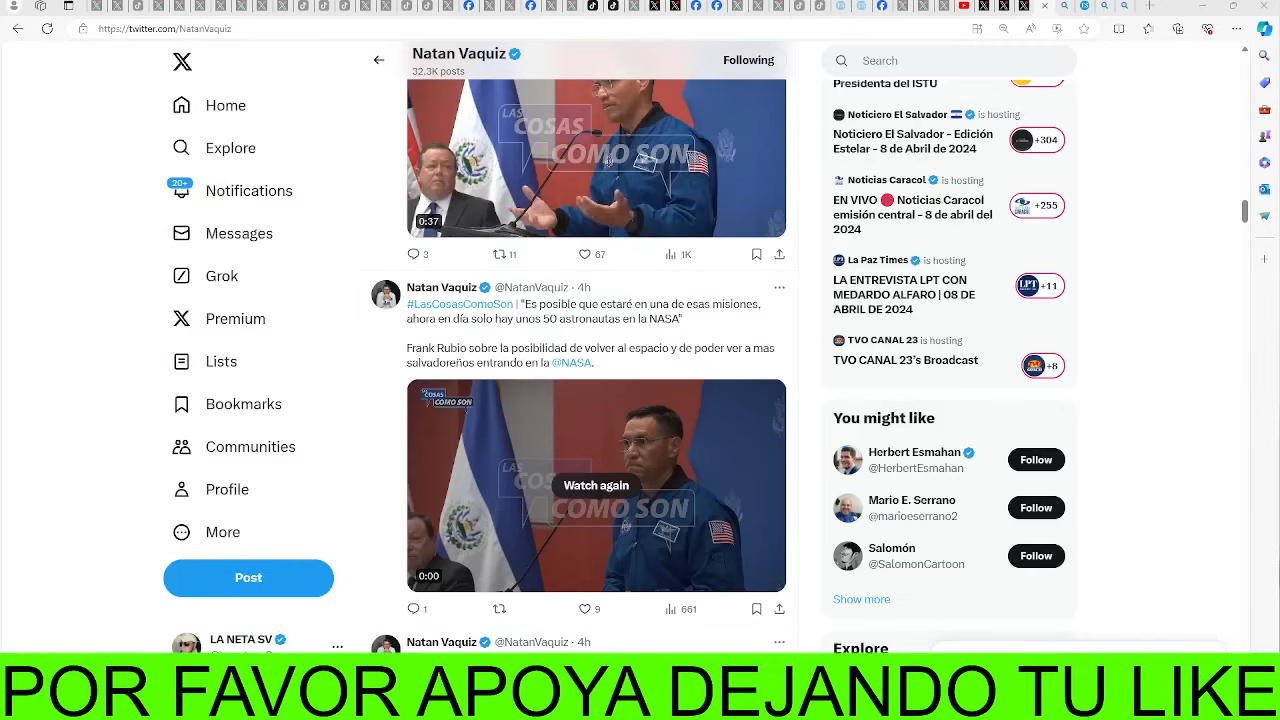 https://twitter.com/NatanVaquiz
Natan Vaquiz
32.3K posts
Following
Search
Home
Explore
20+
Notifications
Messages
Grok
Premium
Lists
Bookmarks
Communities
Profile
More
Post
LA NETA SV
LAS
COSAS
COMO SON
0:37
3
11
67
1K
Natan Vaquiz @NatanVaquiz · 4h
#LasCosasComoSon | "Es posible que estaré en una de esas misiones,
ahora en día solo hay unos 50 astronautas en la NASA"
Frank Rubio sobre la posibilidad de volver al espacio y de poder ver a mas
salvadoreños entrando en la @NASA.
COSAS
COMO SON
LAS
COSAS
COMO SON
Watch again
0:00
1
9
661
Natan Vaquiz @NatanVaquiz · 4h
Presidenta del ISTU
Noticiero El Salvador is hosting
Noticiero El Salvador - Edición
Estelar - 8 de Abril de 2024
+304
Noticias Caracol is hosting
EN VIVO Noticias Caracol
emisión central - 8 de abril del
2024
+255
La Paz Times is hosting
LA ENTREVISTA LPT CON
MEDARDO ALFARO | 08 DE
ABRIL DE 2024
LPT
+11
TVO CANAL 23 is hosting
TVO CANAL 23's Broadcast
+8
You might like
Herbert Esmahan
@HerbertEsmahan
Follow
Mario E. Serrano
@marioeserrano2
Follow
Salomón
@SalomonCartoon
Follow
Show more
Explore
POR FAVOR APOYA DEJANDO TU LIKE